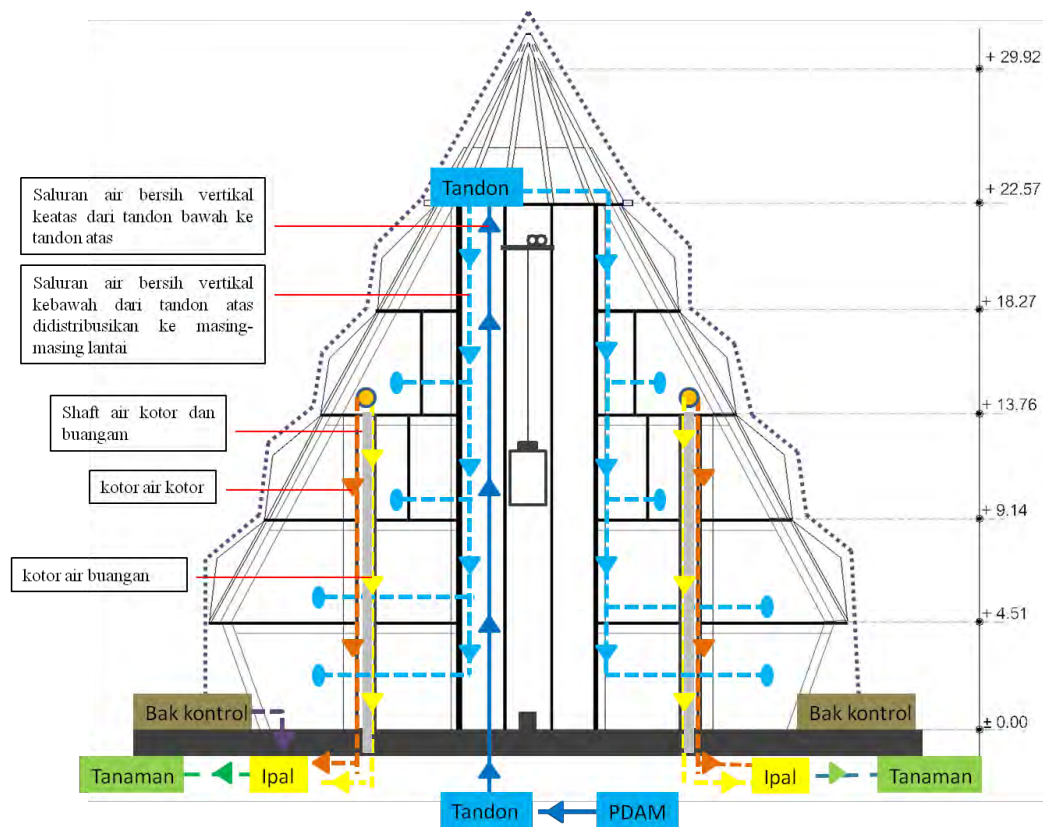 + 29.92
Tandon
+ 22.57
Saluran air bersih vertikal
keatas dari tandon bawah ke
tandon atas
Saluran air bersih vertikal
kebawah dari tandon atas
didistribusikan ke masing-
masing lantai
+ 18.27
Shaft air kotor dan
buangam
+ 13.76
kotor air kotor
+ 9.14
kotor air buangan
+ 4.51
Bak kontrol
Bak kontrol
± 0.00
Tanaman
Ipal
Ipal
Tanaman
Tandon
PDAM